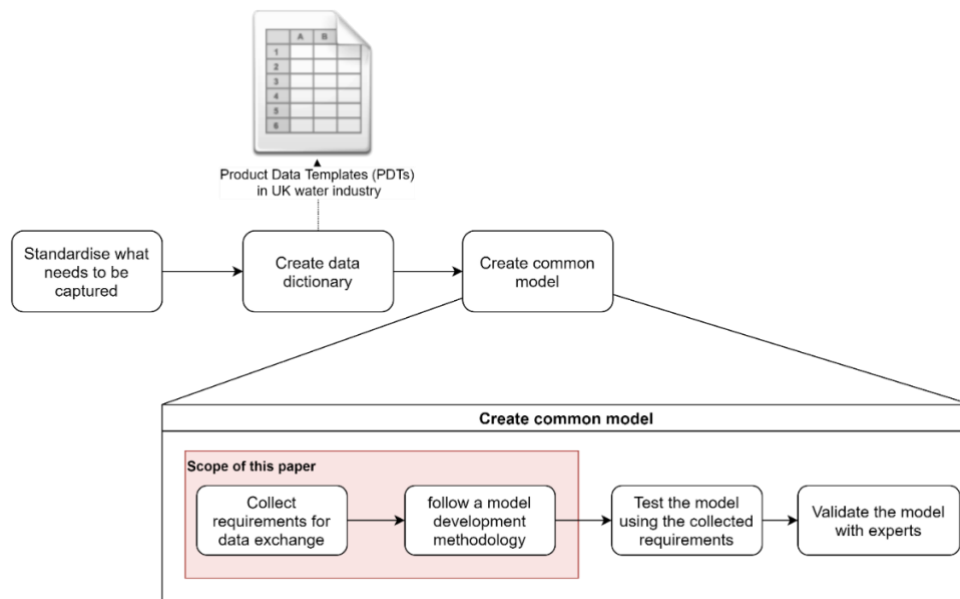 A B
1
2
3
4
5
6
Product Data Templates (PDTs)
in UK water industry
Standardise what
needs to be
captured
Create data
dictionary
Create common
model
Create common model
Scope of this paper
Collect
requirements for
data exchange
follow a model
development
methodology
Test the model
using the collected
requirements
Validate the model
with experts